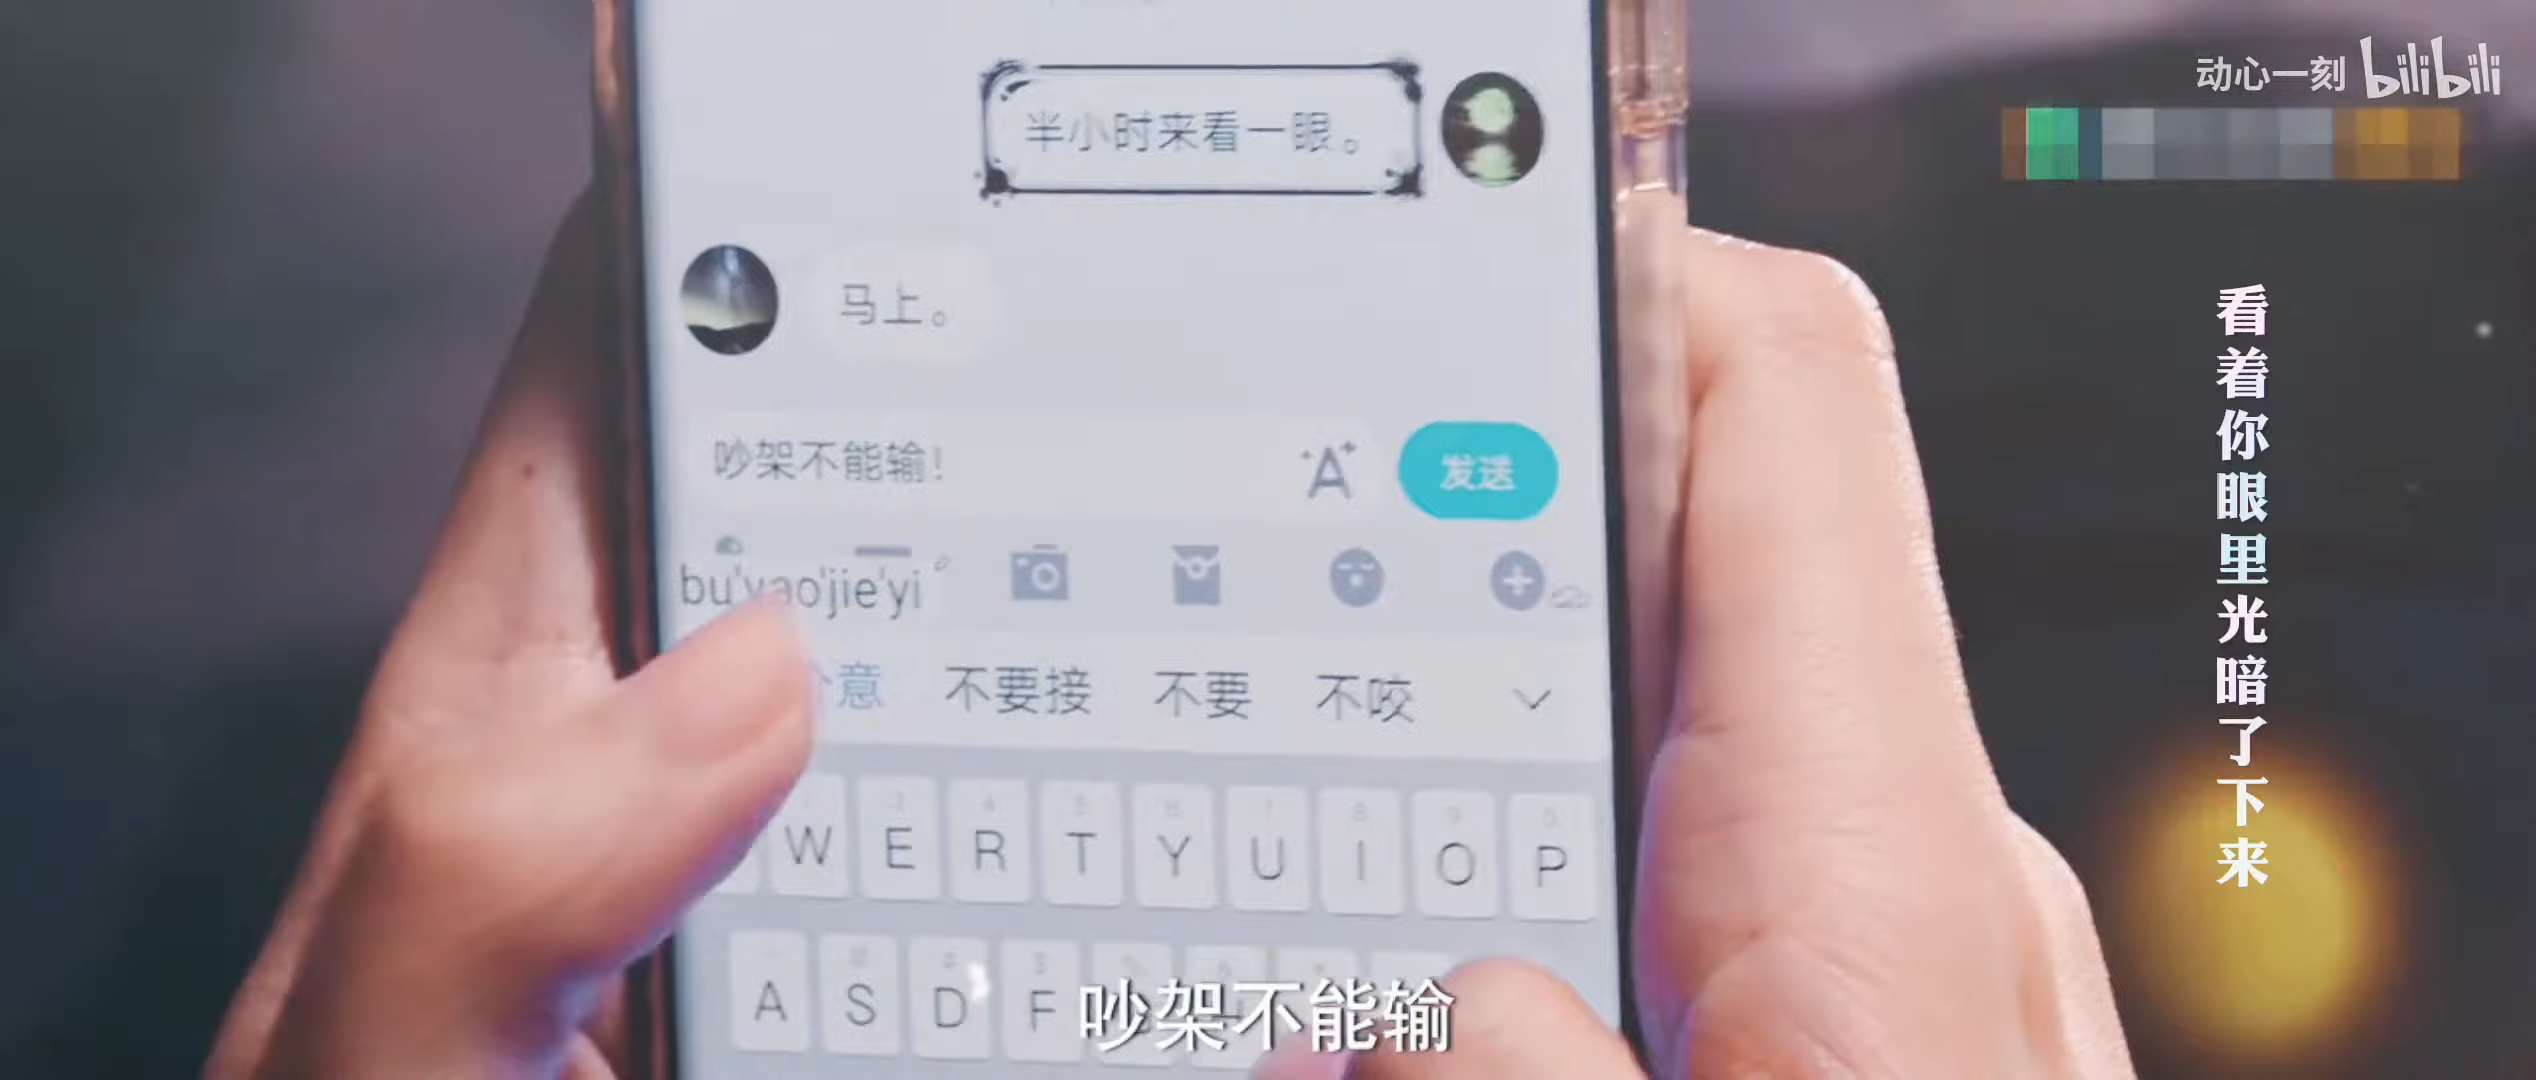 动心一刻 bilibili
半小时来看一眼。
马上。
吵架不能输!
发送
bu'yao'jie'yi
意 不要接 不要 不咬
W E R T Y U I O P
A S D F
吵架不能输
看着你眼里光暗了下来